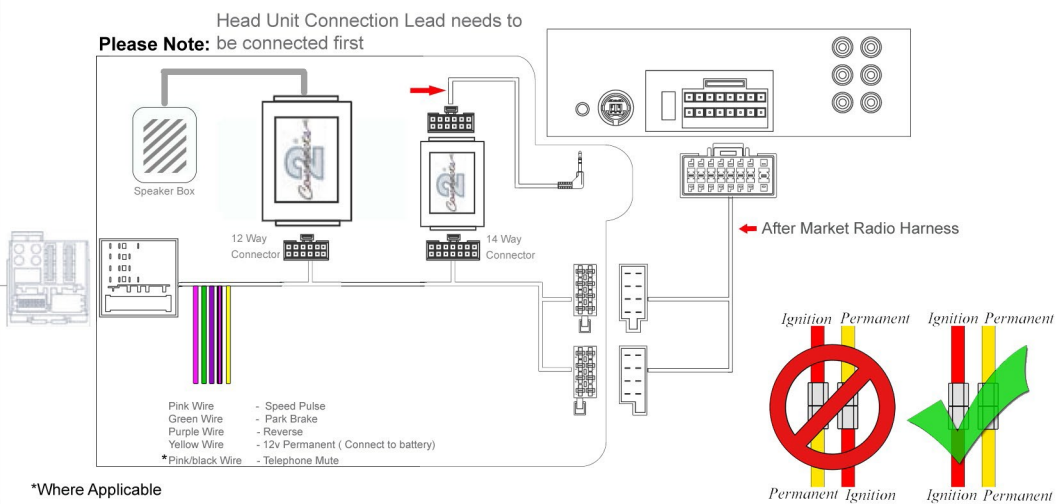 Head Unit Connection Lead needs to
Please Note: be connected first
Speaker Box
Connects2
Connects2
12 Way
Connector
14 Way
Connector
After Market Radio Harness
Pink Wire - Speed Pulse
Green Wire - Park Brake
Purple Wire - Reverse
Yellow Wire - 12v Permanent ( Connect to battery)
*Pink/black Wire - Telephone Mute
*Where Applicable
Ignition Permanent
Permanent Ignition
Ignition Permanent
Ignition Permanent